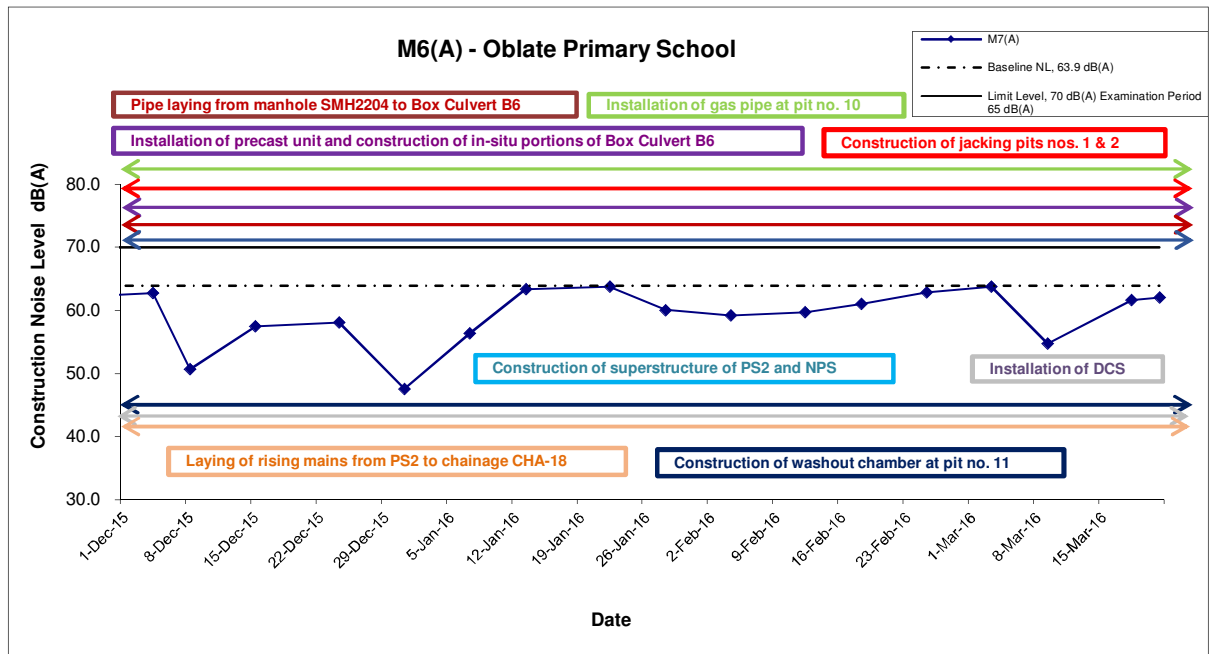 M6(A) - Oblate Primary School
M7(A)
Baseline NL, 63.9 dB(A)
Limit Level, 70 dB(A) Examination Period
65 dB(A)
Pipe laying from manhole SMH2204 to Box Culvert B6
Installation of gas pipe at pit no. 10
Installation of precast unit and construction of in-situ portions of Box Culvert B6
Construction of jacking pits nos. 1 & 2
Construction Noise Level dB(A)
80.0
70.0
60.0
50.0
40.0
30.0
Construction of superstructure of PS2 and NPS
Installation of DCS
Laying of rising mains from PS2 to chainage CHA-18
Construction of washout chamber at pit no. 11
1-Dec-15
8-Dec-15
15-Dec-15
22-Dec-15
29-Dec-15
5-Jan-16
12-Jan-16
19-Jan-16
26-Jan-16
2-Feb-16
9-Feb-16
16-Feb-16
23-Feb-16
1-Mar-16
8-Mar-16
15-Mar-16
Date